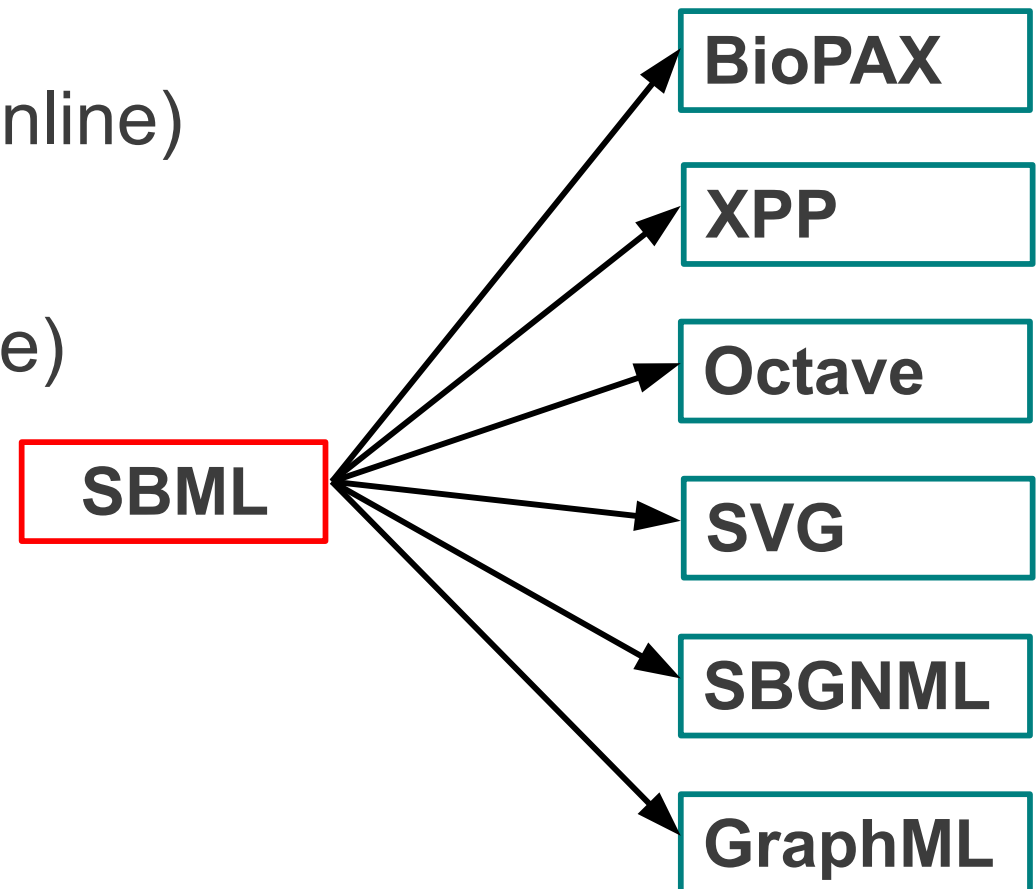 nline)
e)
SBML
BioPAX
XPP
Octave
SVG
SBGNML
GraphML